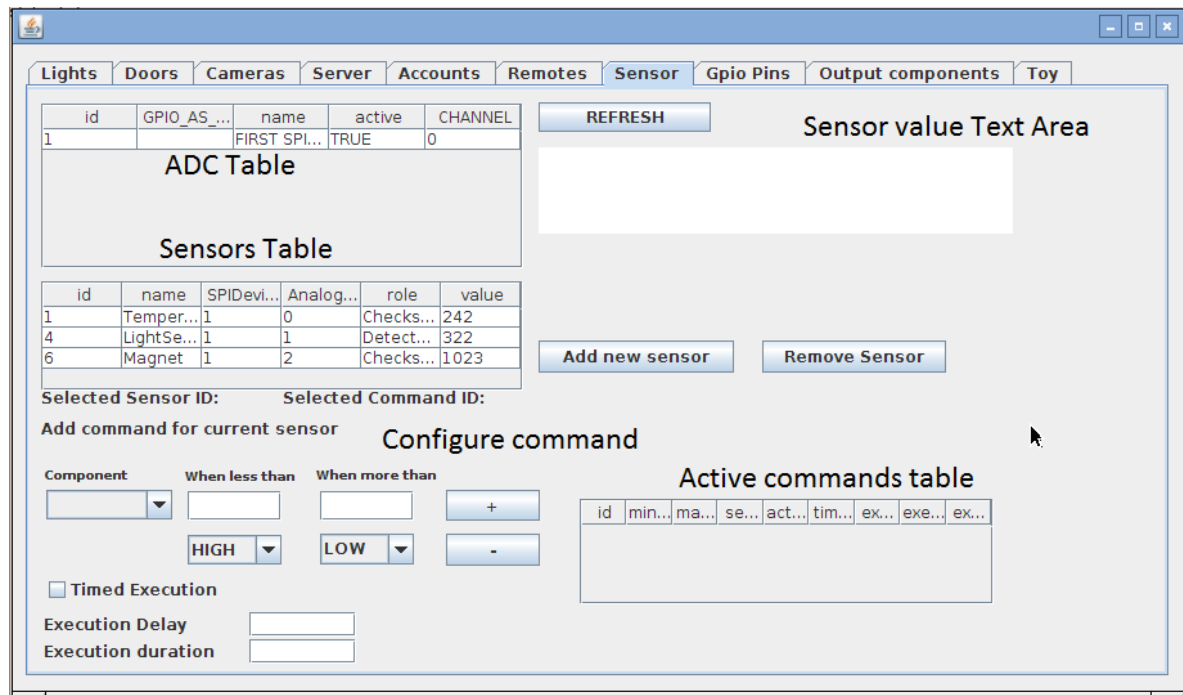 Lights Doors Cameras Server Accounts Remotes Sensor Gpio Pins Output components Toy
id GPIO_AS_... name active CHANNEL
1 FIRST SPI... TRUE 0
ADC Table
REFRESH
Sensor value Text Area
Sensors Table
id name SPIDevi... Analog... role value
1 Temper... 1 0 Checks... 242
4 LightSe... 1 1 Detect... 322
6 Magnet 1 2 Checks... 1023
Add new sensor Remove Sensor
Selected Sensor ID: Selected Command ID:
Add command for current sensor
Configure command
Component When less than When more than
+
HIGH LOW -
Active commands table
id min... ma... se... act... tim... ex... exe... ex...
Timed Execution
Execution Delay
Execution duration